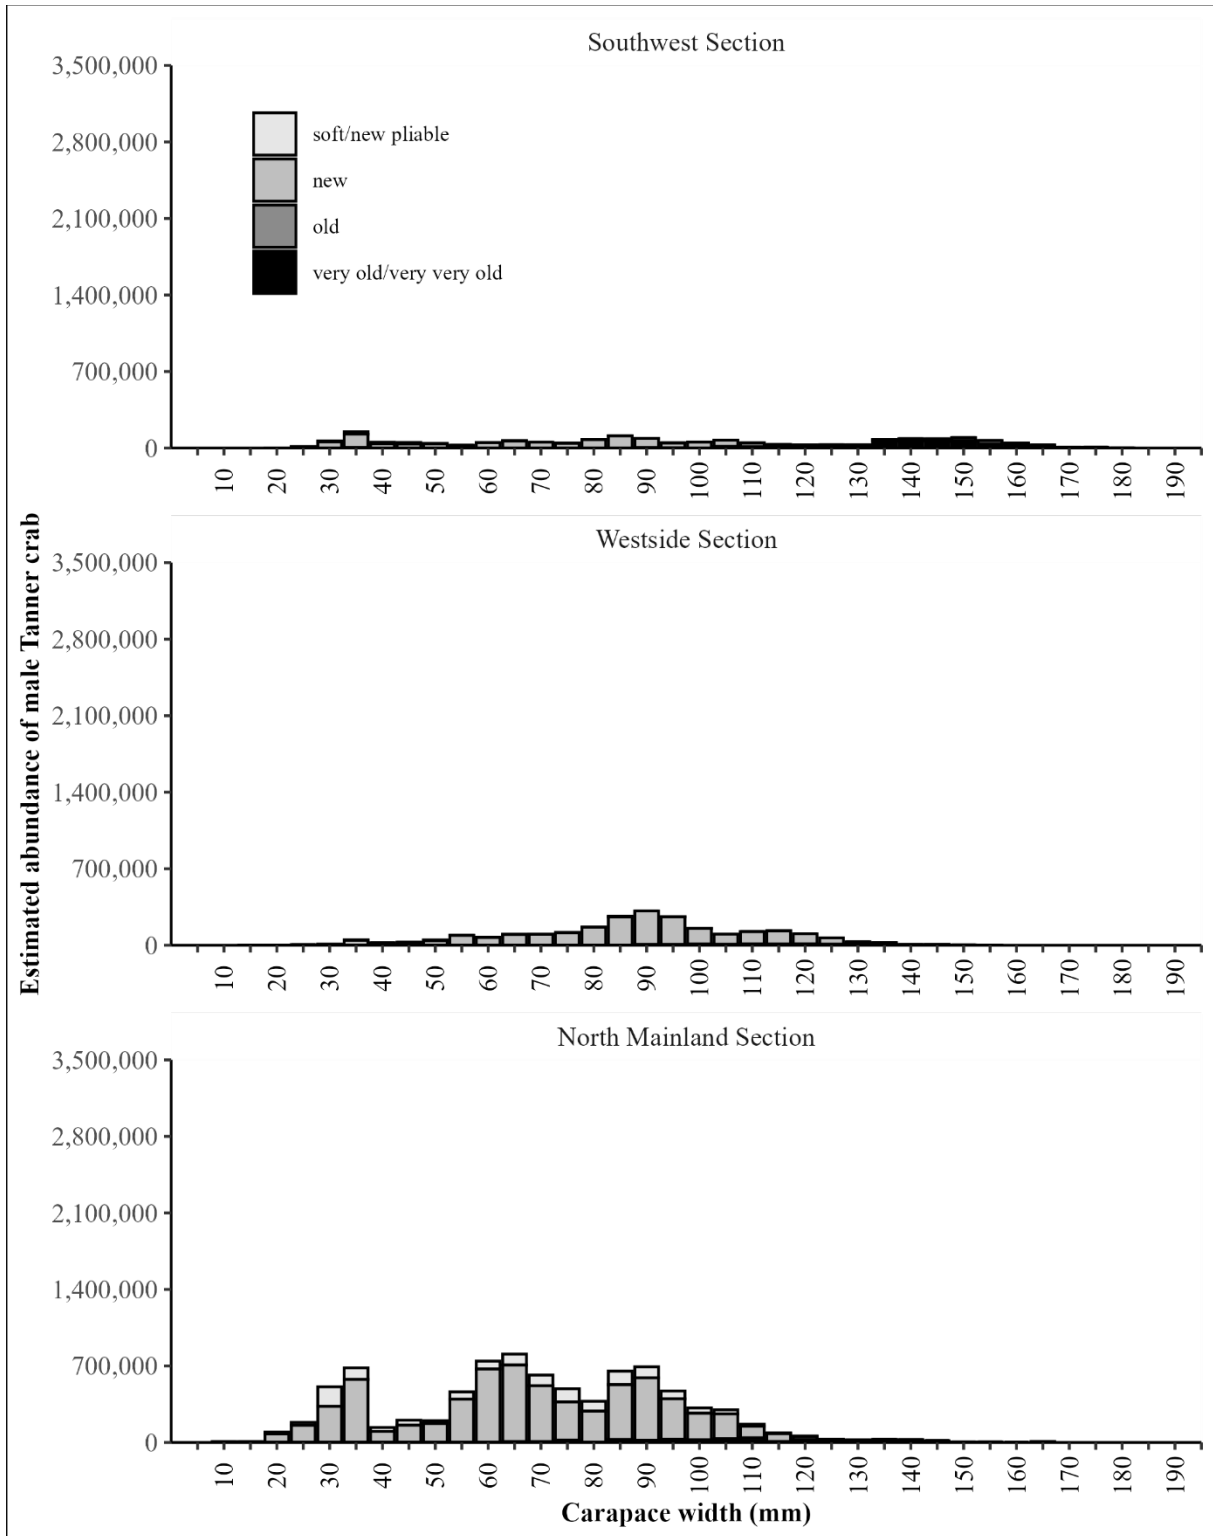 Southwest Section
3,500,000
2,800,000
2,100,000
1,400,000
700,000
0
soft/new pliable
new
old
very old/very very old
10 20 30 40 50 60 70 80 90 100 110 120 130 140 150 160 170 180 190
Estimated abundance of male Tanner crab
Westside Section
3,500,000
2,800,000
2,100,000
1,400,000
700,000
0
10 20 30 40 50 60 70 80 90 100 110 120 130 140 150 160 170 180 190
North Mainland Section
3,500,000
2,800,000
2,100,000
1,400,000
700,000
0
10 20 30 40 50 60 70 80 90 100 110 120 130 140 150 160 170 180 190
Carapace width (mm)